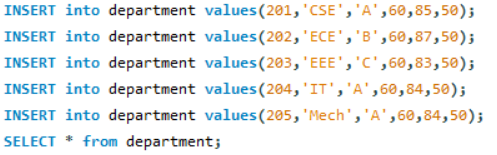 INSERT into department values(201,'CSE','A',60,85,50);
INSERT into department values(202,'ECE','B',60,87,50);
INSERT into department values(203,'EEE','C',60,83,50);
INSERT into department values(204,'IT','A',60,84,50);
INSERT into department values(205,'Mech','A',60,84,50);
SELECT * from department;